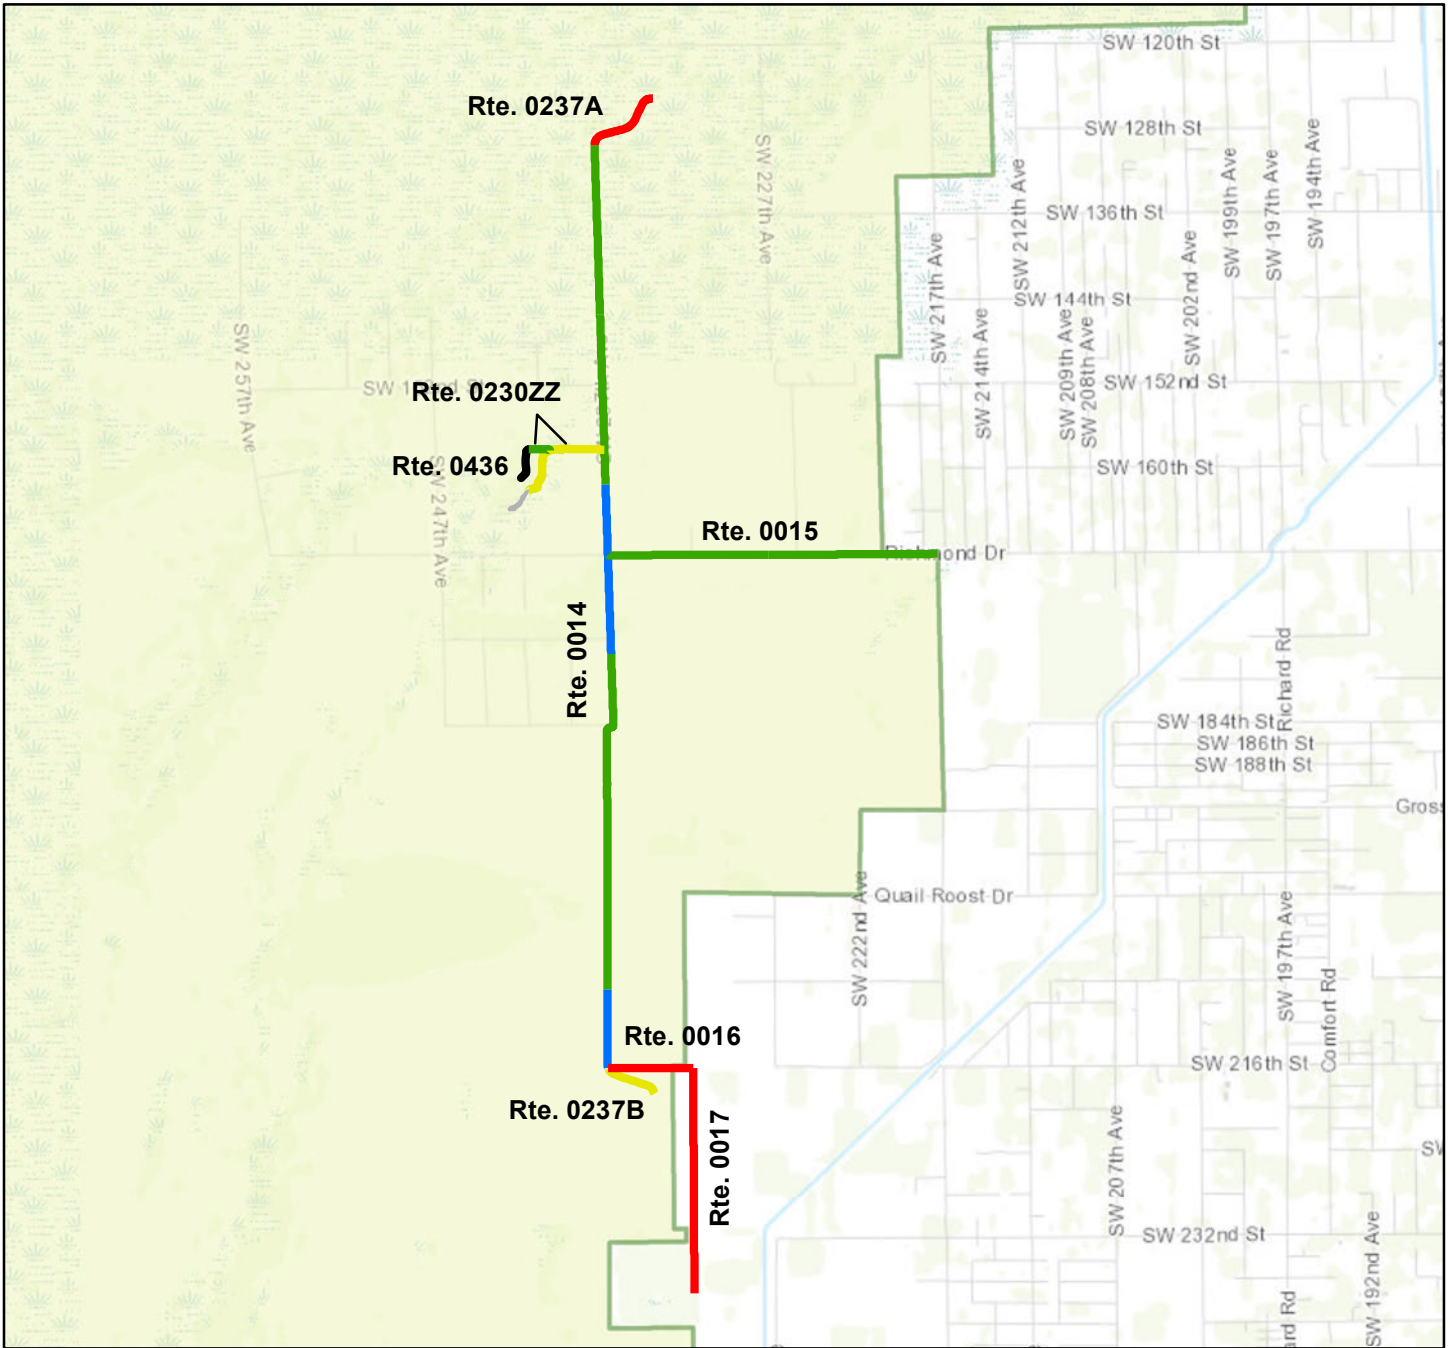 SW 120th St
Rte. 0237A
SW 128th St
SW 227th Ave
SW 212th Ave
SW 199th Ave
SW 197th Ave
SW 194th Ave
SW 136th St
SW 217th Ave
SW 202nd Ave
SW 144th St
SW 214th Ave
SW 209th Ave
SW 208th Ave
SW 257th Ave
SW St
Rte. 0230ZZ
SW 152nd St
Rte. 0436
SW 247th Ave
SW 160th St
Rte. 0015
Richmond Dr
Rte. 0014
Richard Rd
SW 184th St
SW 186th St
SW 188th St
Gros
SW 222nd Ave
Quail Roost Dr
SW 197th Ave
Comfort Rd
Rte. 0016
SW 216th St
Rte. 0237B
Rte. 0017
SW 207th Ave
SW 232nd St
SW 192nd Ave
ard Rd